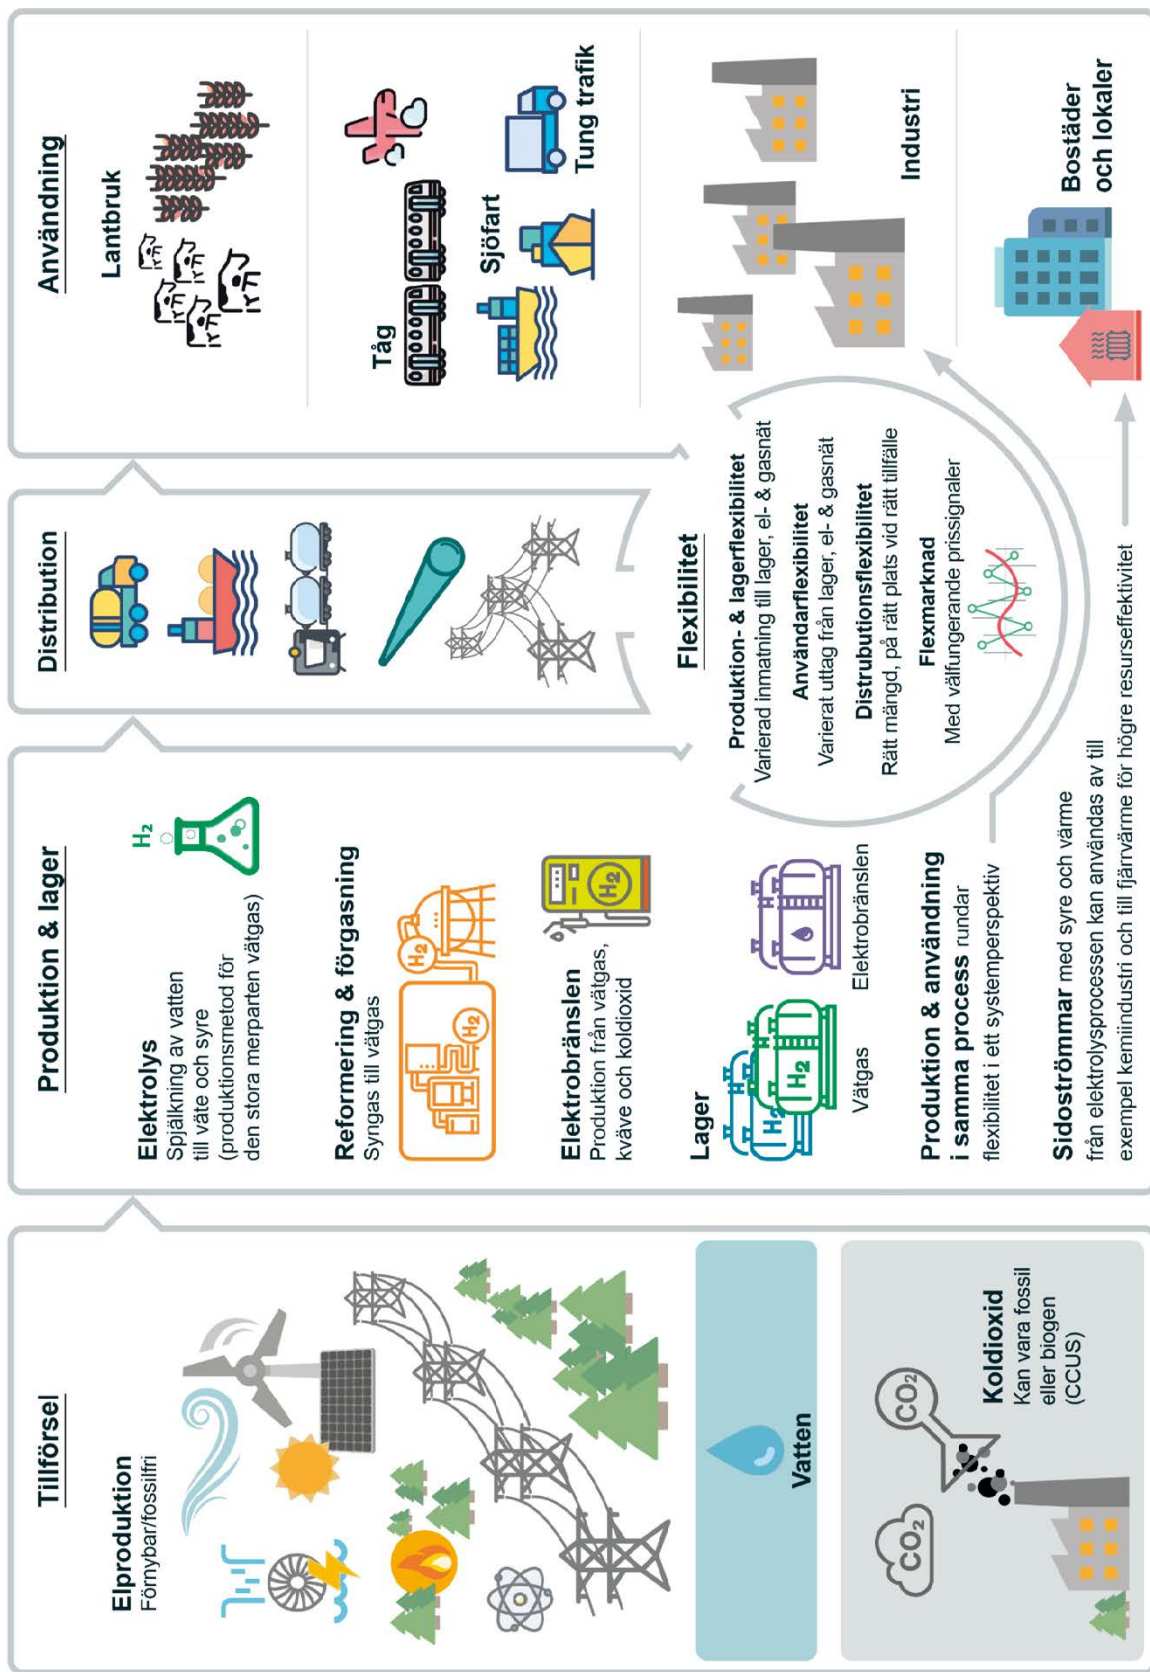 Tillförsel
Elproduktion
Förnybar/fossilfri
Vatten
CO₂
CO₂
Koldioxid
Kan vara fossil
eller biogen
(CCUS)
Produktion & lager
Elektrolys
Spjälkning av vatten
till väte och syre
(produktionsmetod för
den stora merparten vätgas)
H₂
Reformering & förgasning
Syngas till vätgas
H₂
H₂
Elektrobränslen
Produktion från vätgas,
kväve och koldioxid
H₂
Lager
H₂
H₂
Vätgas
Elektrobränslen
Produktion & användning
i samma process rundar
flexibilitet i ett systemperspektiv
Sidoströmmar med syre och värme
från elektrolysprocessen kan användas av till
exempel kemiindustri och till fjärrvärme för högre resurseffektivitet
Distribution
Flexibilitet
Produktion- & lagerflexibilitet
Varierad inmatning till lager, el- & gasnät
Användarflexibilitet
Varierat uttag från lager, el- & gasnät
Distrubutionsflexibilitet
Rätt mängd, på rätt plats vid rätt tillfälle
Flexmarknad
Med välfungerande prissignaler
Användning
Lantbruk
Tåg
Sjöfart
Tung trafik
Industri
Bostäder
och lokaler